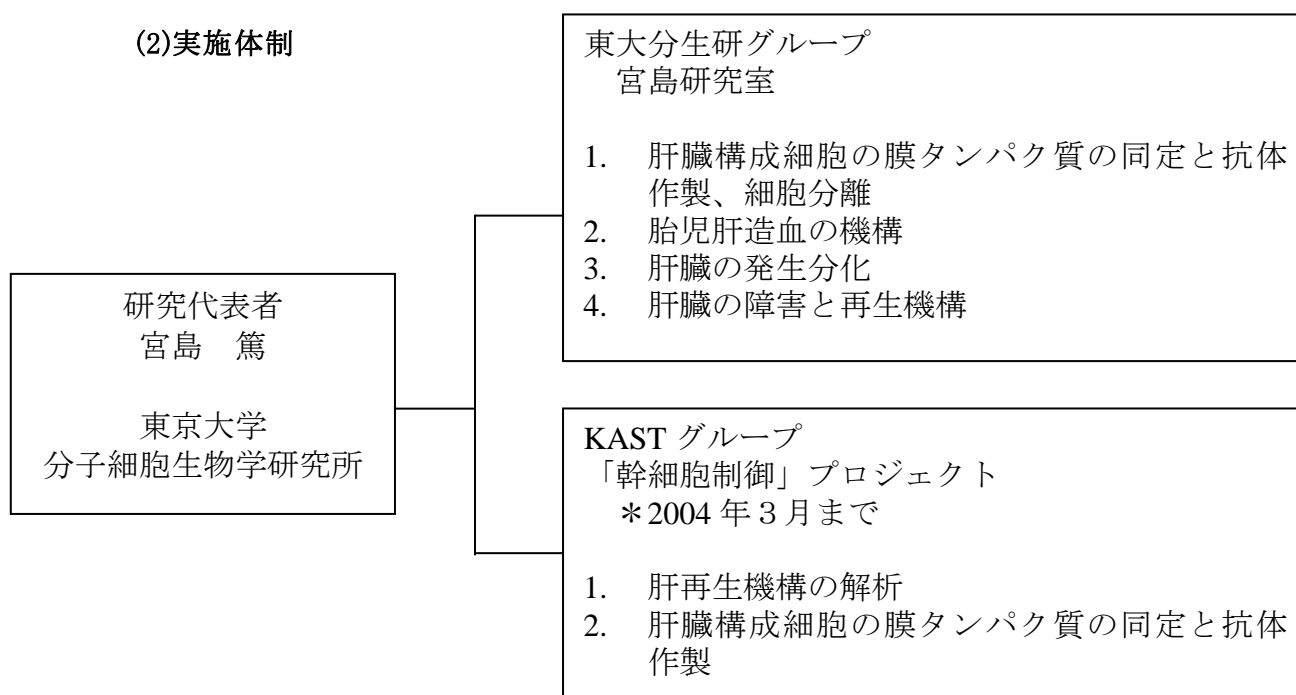 (2)実施体制
東大分生研グループ
宮島研究室
1. 肝臓構成細胞の膜タンパク質の同定と抗体
作製、細胞分離
2. 胎児肝造血の機構
3. 肝臓の発生分化
4. 肝臓の障害と再生機構
研究代表者
宮島　篤
東京大学
分子細胞生物学研究所
KAST グループ
「幹細胞制御」プロジェクト
＊2004 年３月まで
1. 肝再生機構の解析
2. 肝臓構成細胞の膜タンパク質の同定と抗体
作製